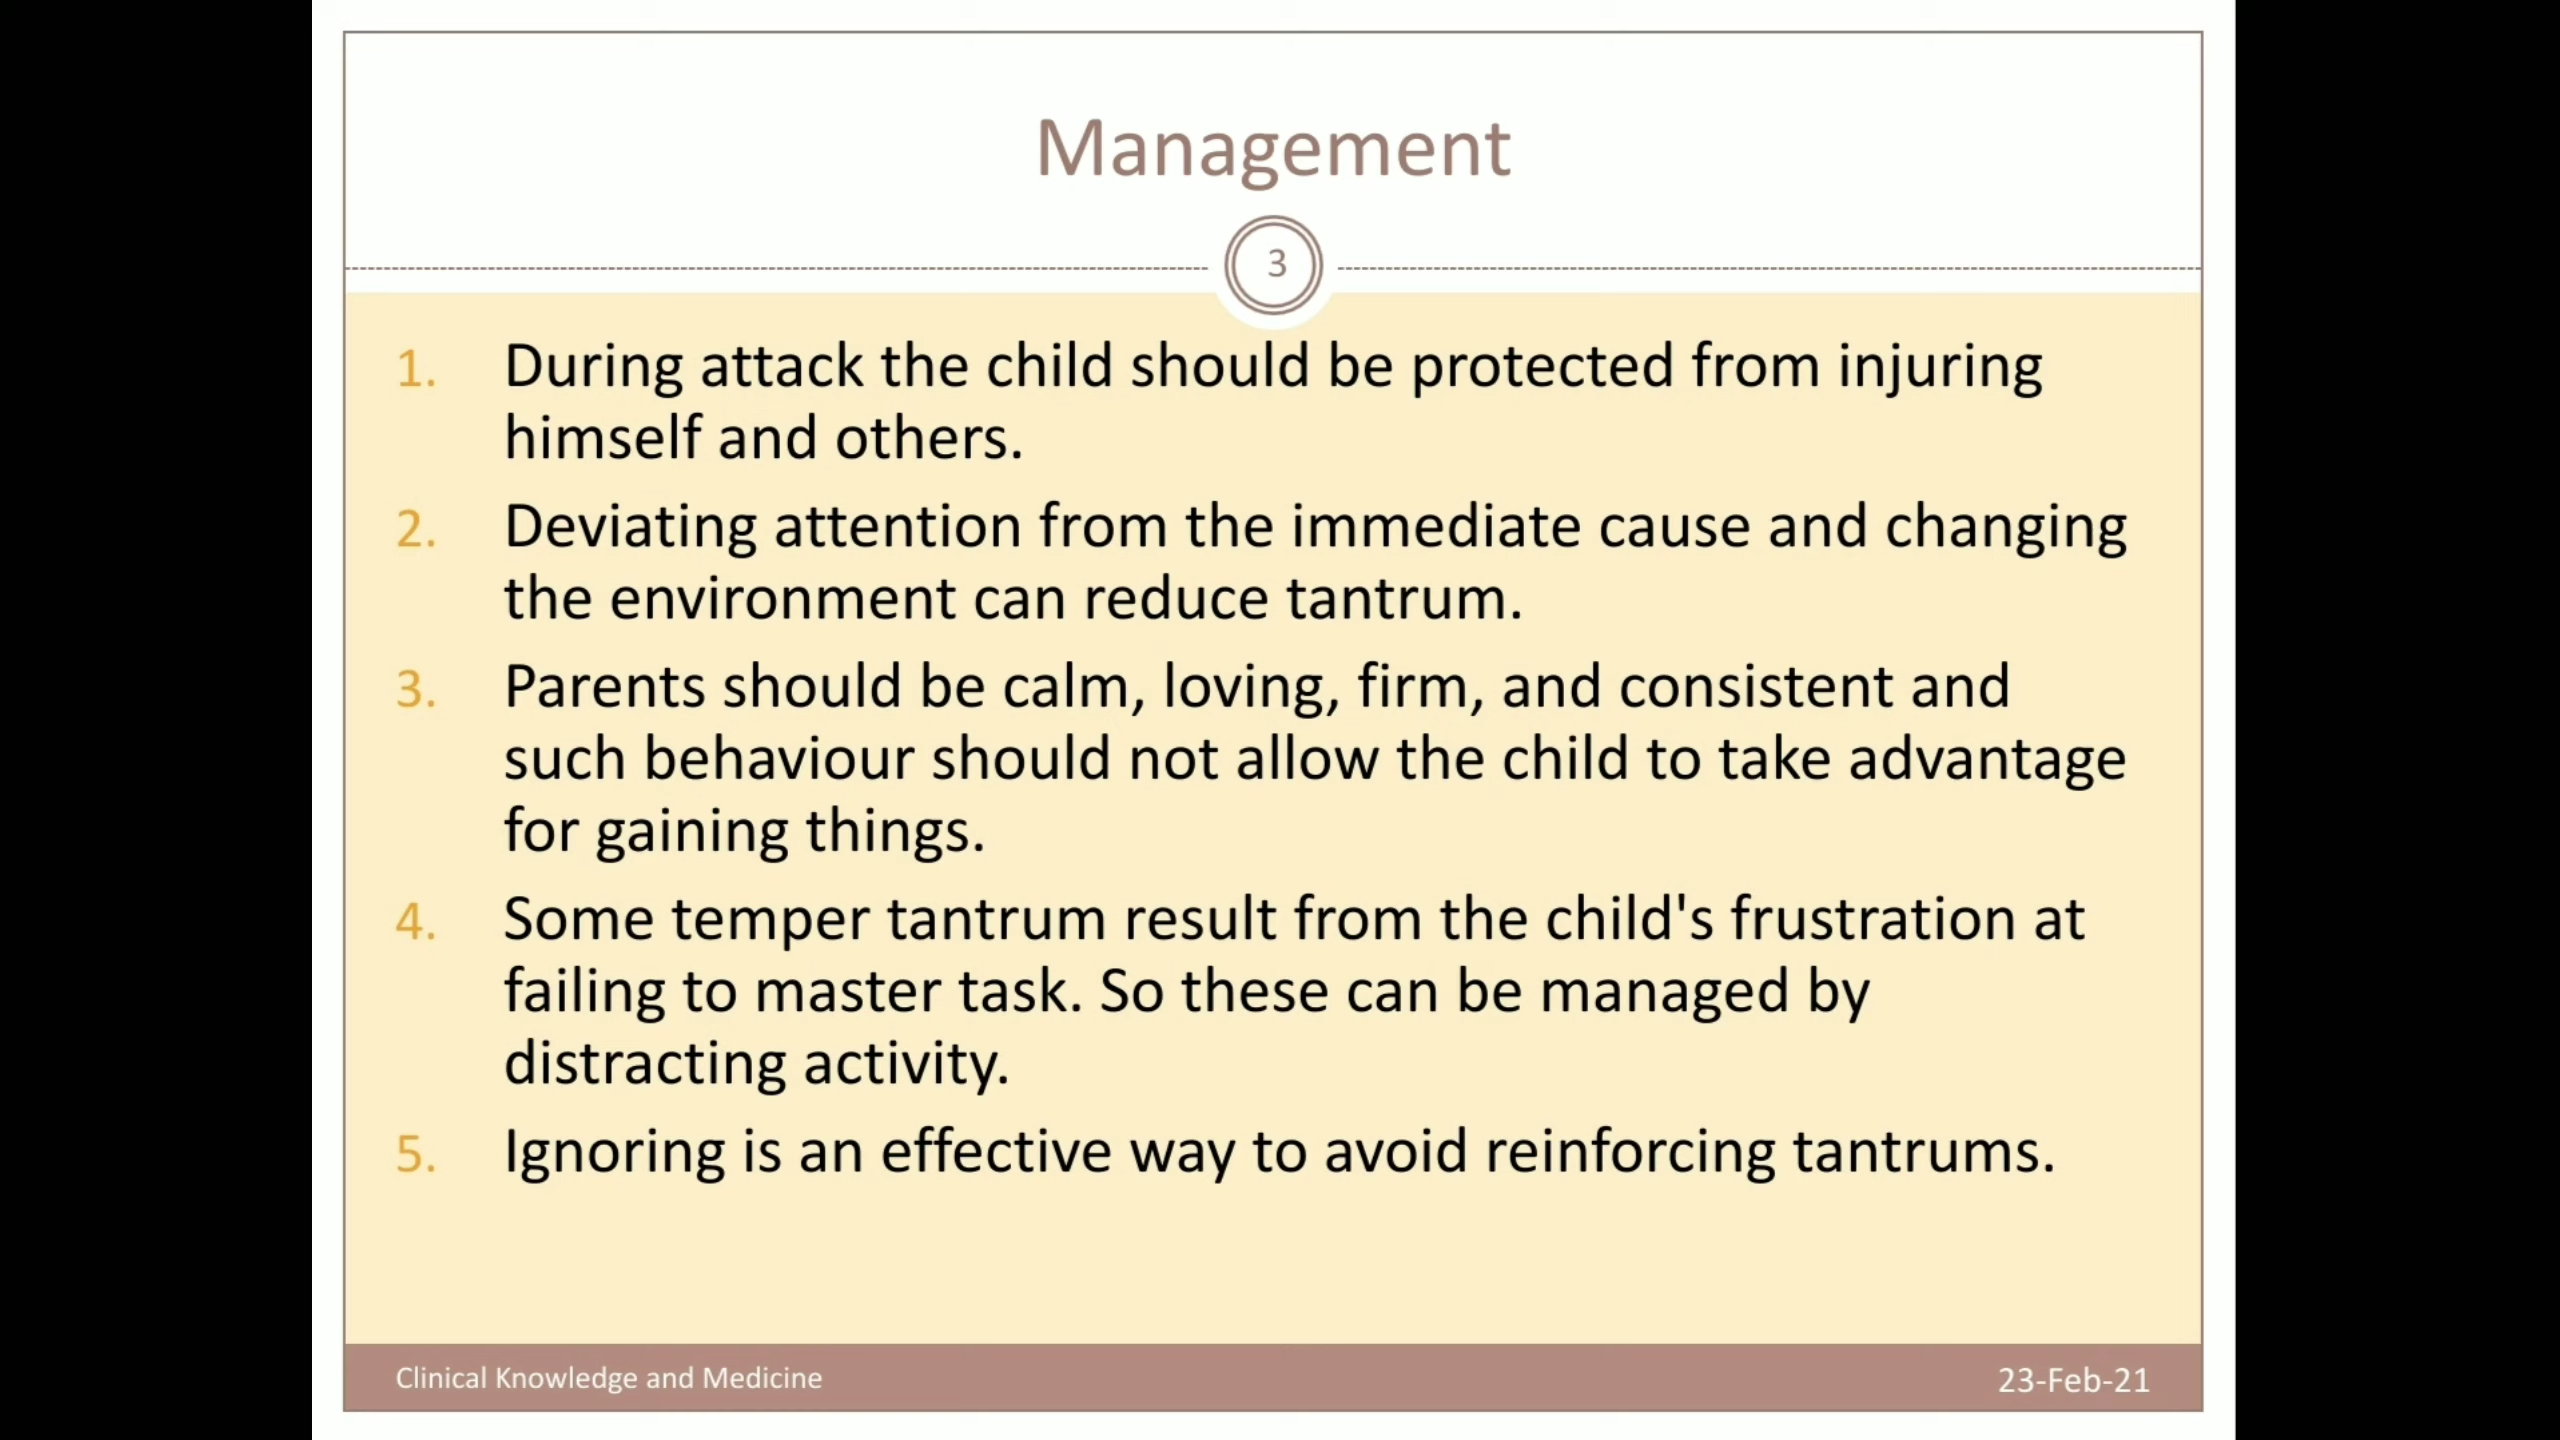 Management
3
1. During attack the child should be protected from injuring
himself and others.
2. Deviating attention from the immediate cause and changing
the environment can reduce tantrum.
3. Parents should be calm, loving, firm, and consistent and
such behaviour should not allow the child to take advantage
for gaining things.
4. Some temper tantrum result from the child's frustration at
failing to master task. So these can be managed by
distracting activity.
5. Ignoring is an effective way to avoid reinforcing tantrums.
Clinical Knowledge and Medicine
23-Feb-21